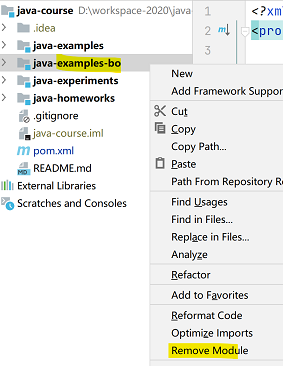 java-course D:\workspace-2020\java
.idea
java-examples
java-examples-bo
java-experiments
java-homeworks
.gitignore
java-course.iml
pom.xml
README.md
External Libraries
Scratches and Consoles
1
2
<?xm
<pro
New
Add Framework Suppor
Cut
Copy
Copy Path...
Paste
Path From Repository R
Find Usages
Find in Files...
Replace in Files...
Analyze
Refactor
Add to Favorites
Reformat Code
Optimize Imports
Remove Module